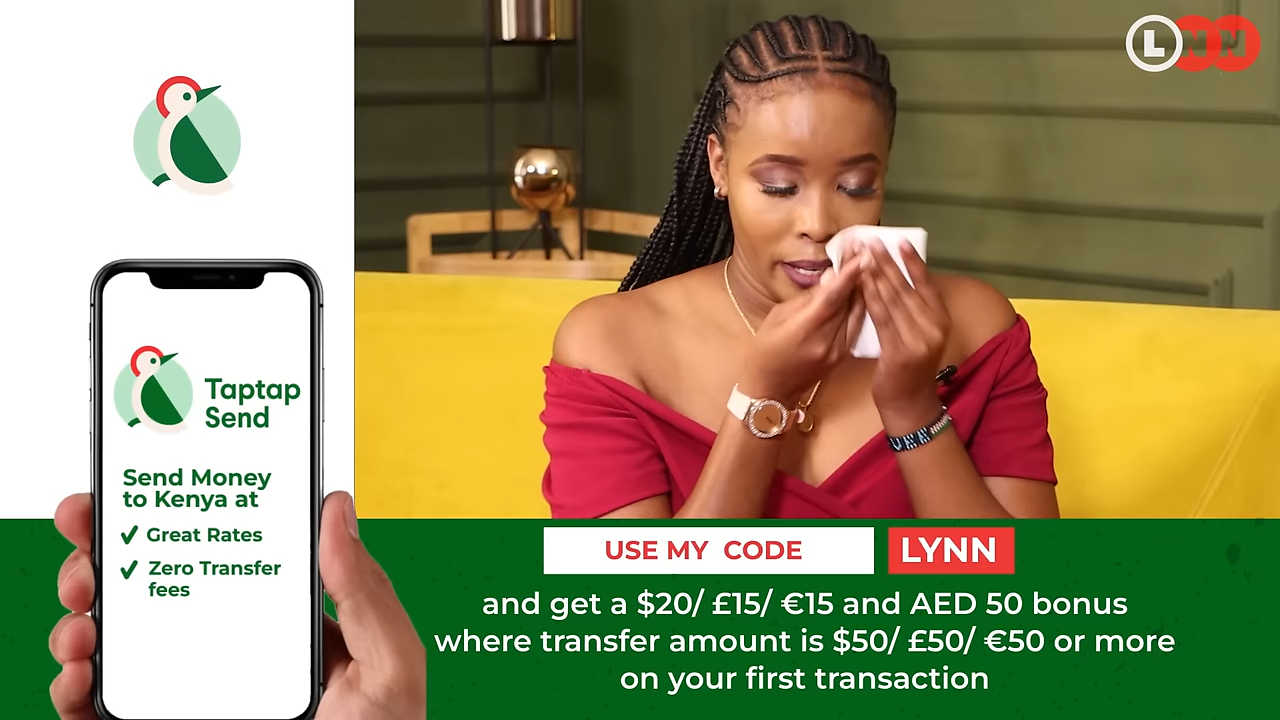 LNN
Taptap
Send
Send Money
to Kenya at
Great Rates
Zero Transfer
fees
USE MY CODE LYNN
and get a $20/ £15/ €15 and AED 50 bonus
where transfer amount is $50/ £50/ €50 or more
on your first transaction